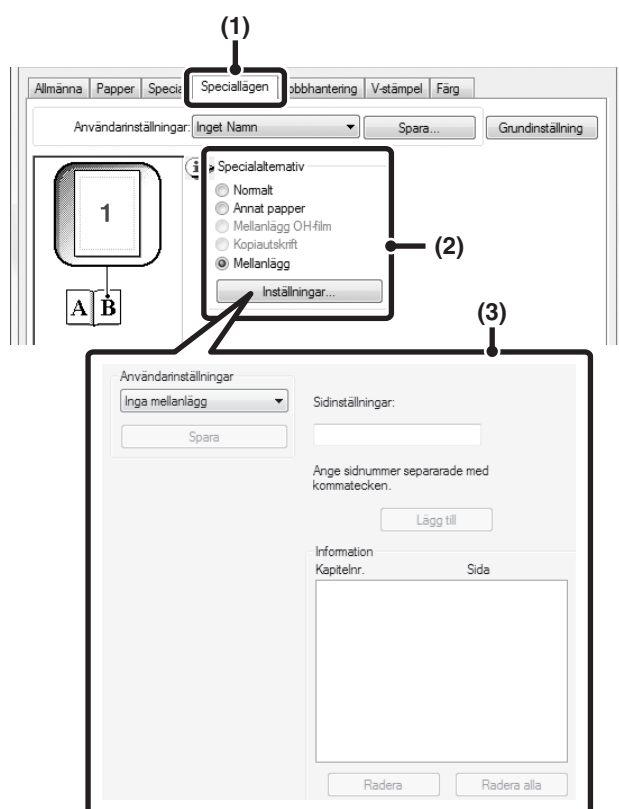 (1)
Allmänna Papper Specia Speciallägen obbhantering V-stämpel Färg
Användarinställningar: Inget Namn Spara... Grundinställning
Specialalternativ
Normalt
Annat papper
Mellanlägg OH-film
Kopiautskrift
Mellanlägg
Inställningar...
(2)
1
A B
(3)
Användarinställningar
Inga mellanlägg
Spara
Sidinställningar:
Ange sidnummer separarade med
kommatecken.
Lägg till
Information
Kapitelnr. Sida
Radera Radera alla